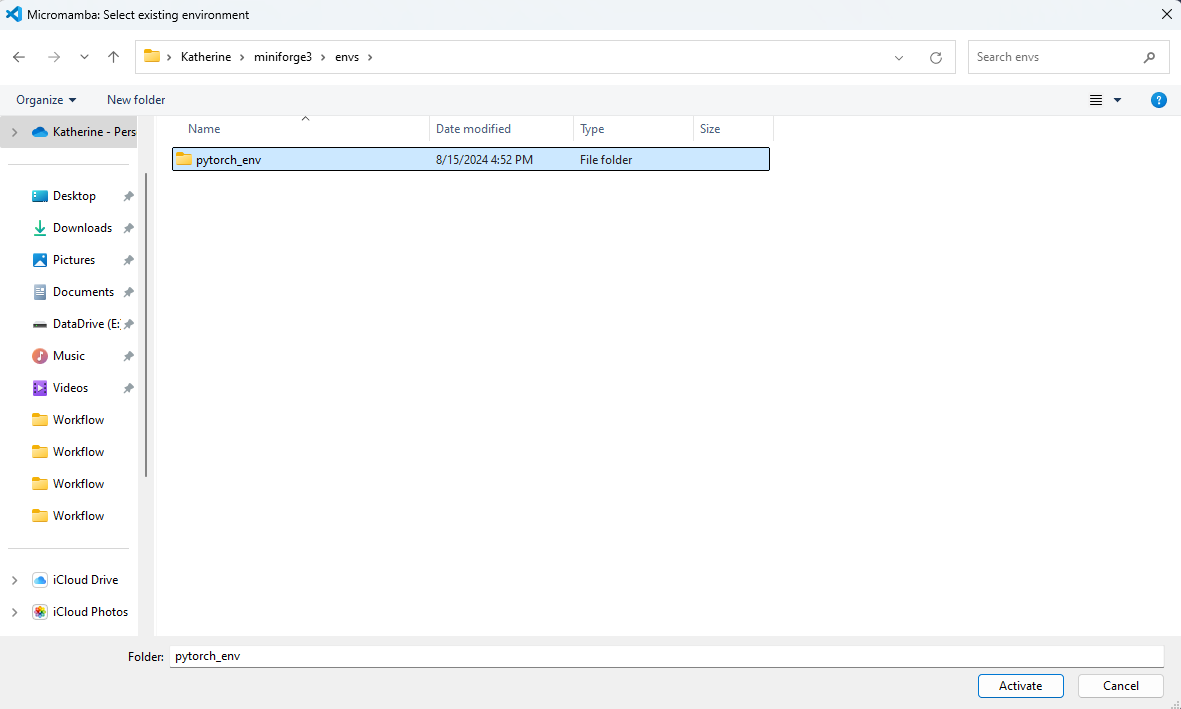 Micromamba: Select existing environment
Katherine miniforge3 envs
Search envs
Organize New folder
?
Name Date modified Type Size
Katherine - Pers
pytorch_env 8/15/2024 4:52 PM File folder
Desktop
Downloads
Pictures
Documents
DataDrive (E:
Music
Videos
Workflow
Workflow
Workflow
Workflow
iCloud Drive
iCloud Photos
Folder: pytorch_env
Activate Cancel